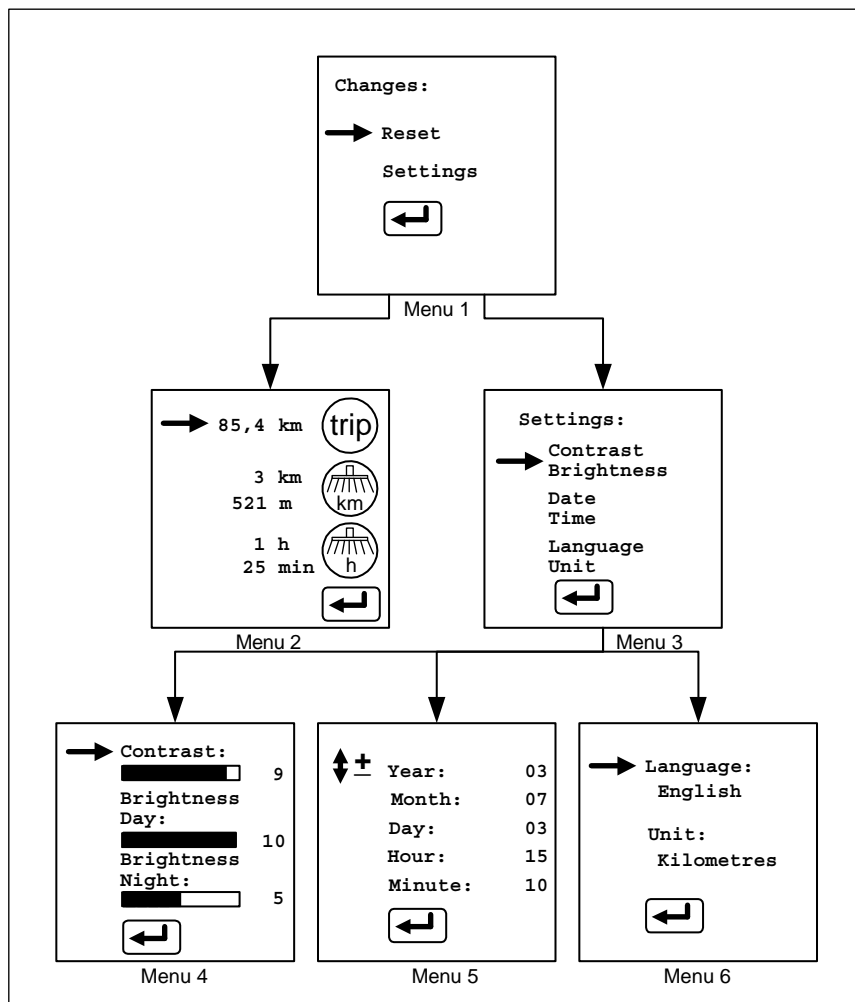 Changes:
Reset
Settings
Menu 1
85,4 km
trip
3 km
521 m
km
1 h
25 min
h
Menu 2
Settings:
Contrast
Brightness
Date
Time
Language
Unit
Menu 3
Contrast:
9
Brightness
Day:
10
Brightness
Night:
5
Menu 4
± Year: 03
Month: 07
Day: 03
Hour: 15
Minute: 10
Menu 5
Language:
English
Unit:
Kilometres
Menu 6